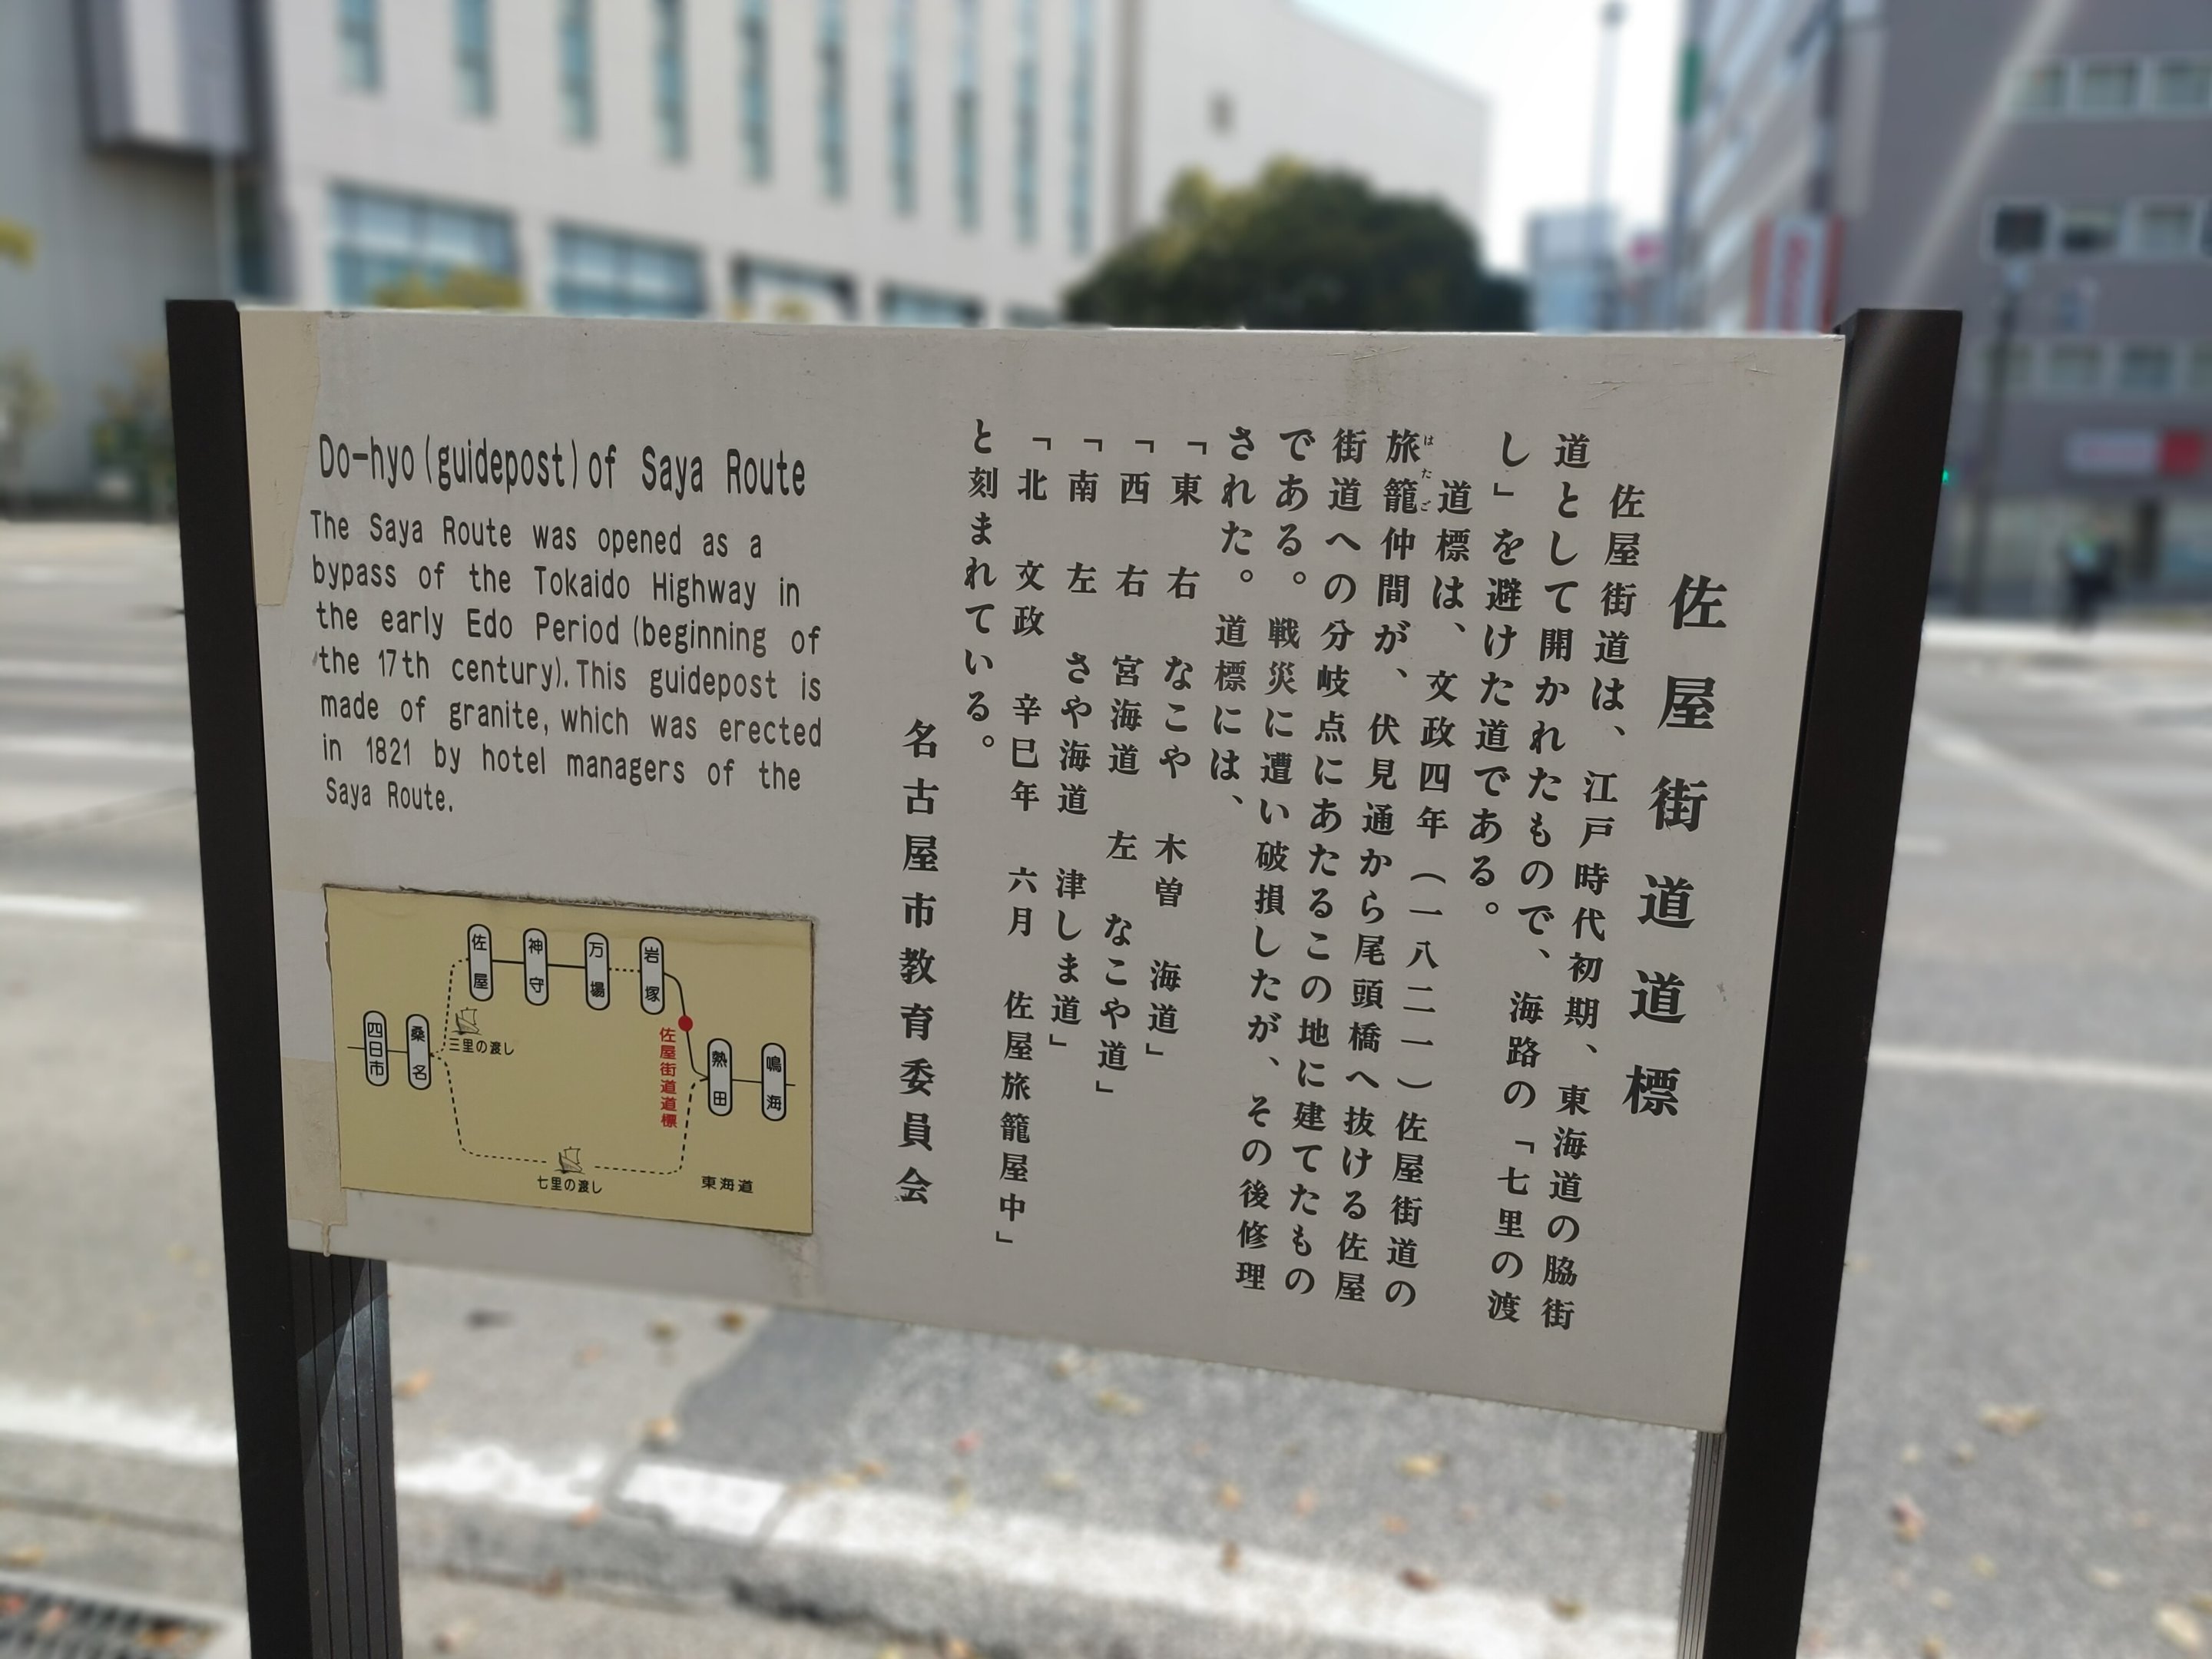 佐屋街道道標
佐屋街道は、江戸時代初期、東海道の脇街
道として開かれたもので、海路の「七里の渡
し」を避けた道である。
道標は、文政四年(一八二一)佐屋街道の
旅籠仲間が、伏見通から尾頭橋へ抜ける佐屋
はたご
街道への分岐点にあたるこの地に建てたもの
である。戦災に遭い破損したが、その後修理
された。道標には、
「東 右 なこや 木曽 海道」
「西 右 宮海道 左 なこや道」
「南 左 さや海道 津しま道」
「北 文政 辛巳年 六月 佐屋旅籠屋中」
と刻まれている。
名古屋市教育委員会
Do-hyo (guidepost) of Saya Route
The Saya Route was opened as a
bypass of the Tokaido Highway in
the early Edo Period (beginning of
the 17th century). This guidepost is
made of granite, which was erected
in 1821 by hotel managers of the
Saya Route.
佐屋
神守
万場
岩塚
四日市
桑名
三里の渡し
佐屋街道道標
熱田
鳴海
七里の渡し
東海道